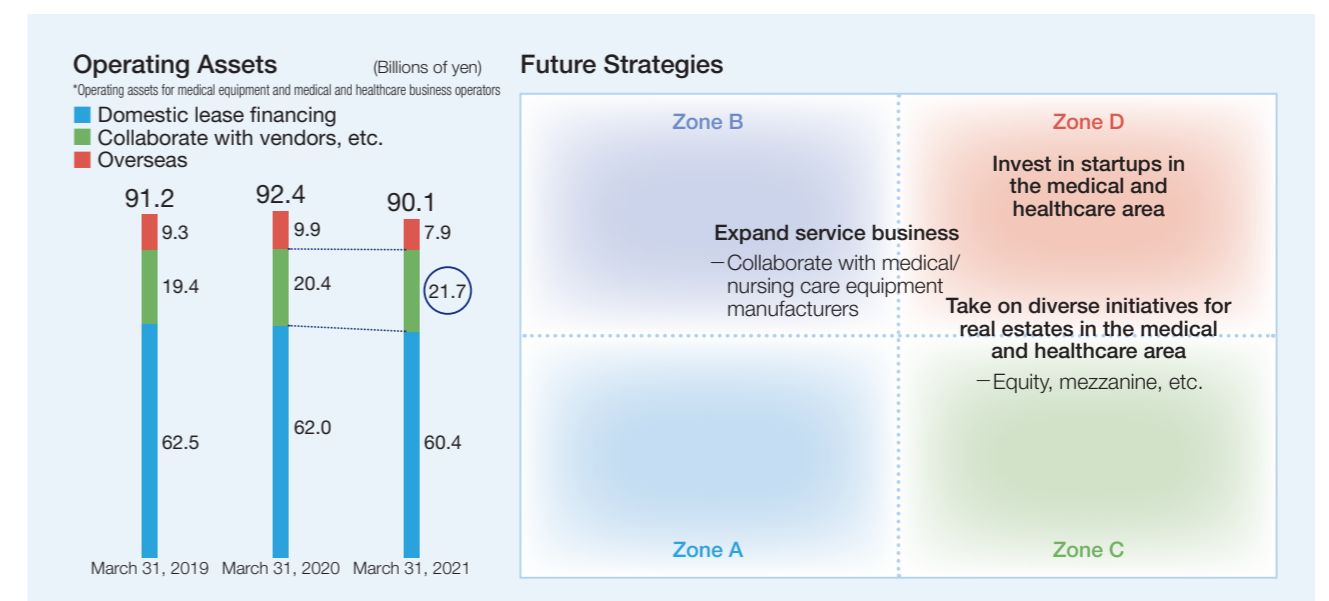 Operating Assets (Billions of yen)
*Operating assets for medical equipment and medical and healthcare business operators
Domestic lease financing
Collaborate with vendors, etc.
Overseas
91.2
9.3
19.4
62.5
March 31, 2019
92.4
9.9
20.4
62.0
March 31, 2020
90.1
7.9
21.7
60.4
March 31, 2021
Future Strategies
Zone B
Zone D
Invest in startups in
the medical and
healthcare area
Expand service business
—Collaborate with medical/
nursing care equipment
manufacturers
Take on diverse initiatives for
real estates in the medical
and healthcare area
—Equity, mezzanine, etc.
Zone A
Zone C